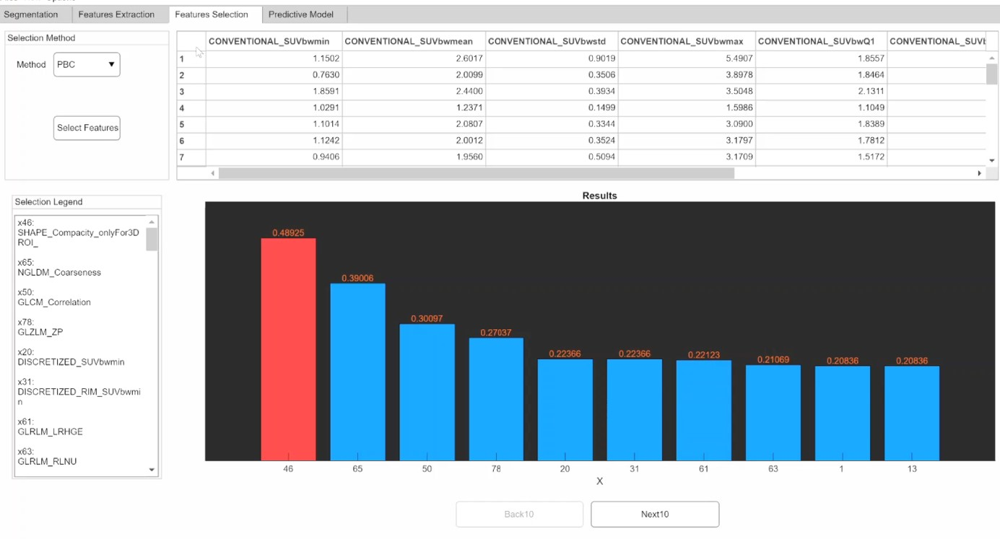 Segmentation Features Extraction Features Selection Predictive Model
Selection Method
Method PBC
Select Features
CONVENTIONAL_SUVbwmin CONVENTIONAL_SUVbwmean CONVENTIONAL_SUVbwstd CONVENTIONAL_SUVbwmax CONVENTIONAL_SUVbwQ1 CONVENTIONAL_SUVb
1 1.1502 2.6017 0.9019 5.4907 1.8557
2 0.7630 2.0099 0.3506 3.8978 1.8464
3 1.8591 2.4400 0.3934 3.5048 2.1311
4 1.0291 1.2371 0.1499 1.5986 1.1049
5 1.1014 2.0807 0.3344 3.0900 1.8389
6 1.1242 2.0012 0.3524 3.1797 1.7812
7 0.9406 1.9560 0.5094 3.1709 1.5172
Selection Legend
x46:
SHAPE_Compacity_onlyFor3D
ROI_
x65:
NGLDM_Coarseness
x50:
GLCM_Correlation
x78:
GLZLM_ZP
x20:
DISCRETIZED_SUVbwmin
x31:
DISCRETIZED_RIM_SUVbwmi
n
x61:
GLRLM_LRHGE
x63:
GLRLM_RLNU
Results
0.48925
0.39006
0.30097
0.27037
0.22366
0.22366
0.22123
0.21069
0.20836
0.20836
46 65 50 78 20 31 61 63 1 13
X
Back10 Next10